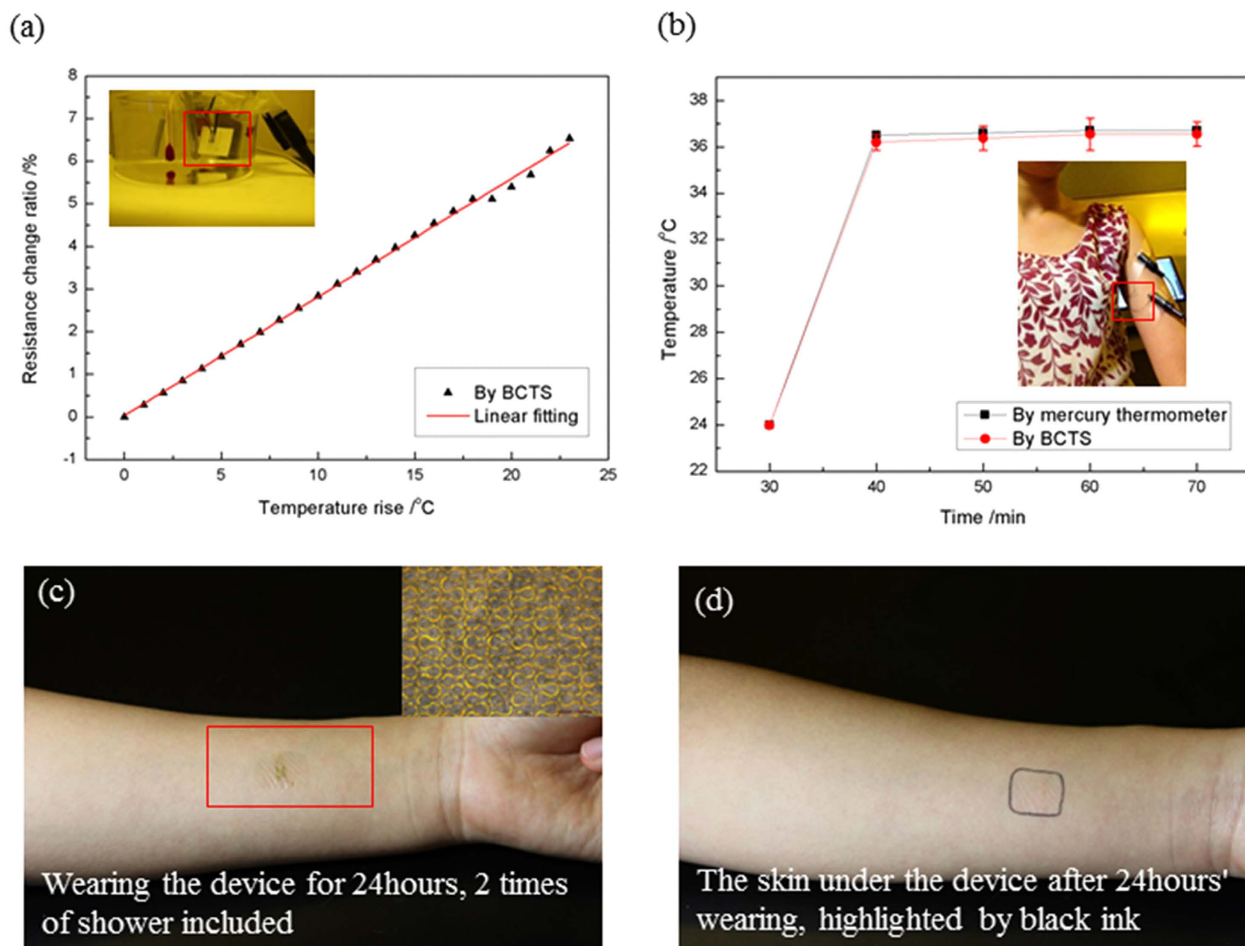 (a)
8
7
6
5
4
3
2
1
0
-1
Resistance change ratio /%
By BCTS
Linear fitting
0 5 10 15 20 25
Temperature rise /°C
(b)
38
36
34
32
30
28
26
24
22
Temperature /°C
By mercury thermometer
By BCTS
30 40 50 60 70
Time /min
(c)
Wearing the device for 24hours, 2 times
of shower included
(d)
The skin under the device after 24hours'
wearing, highlighted by black ink